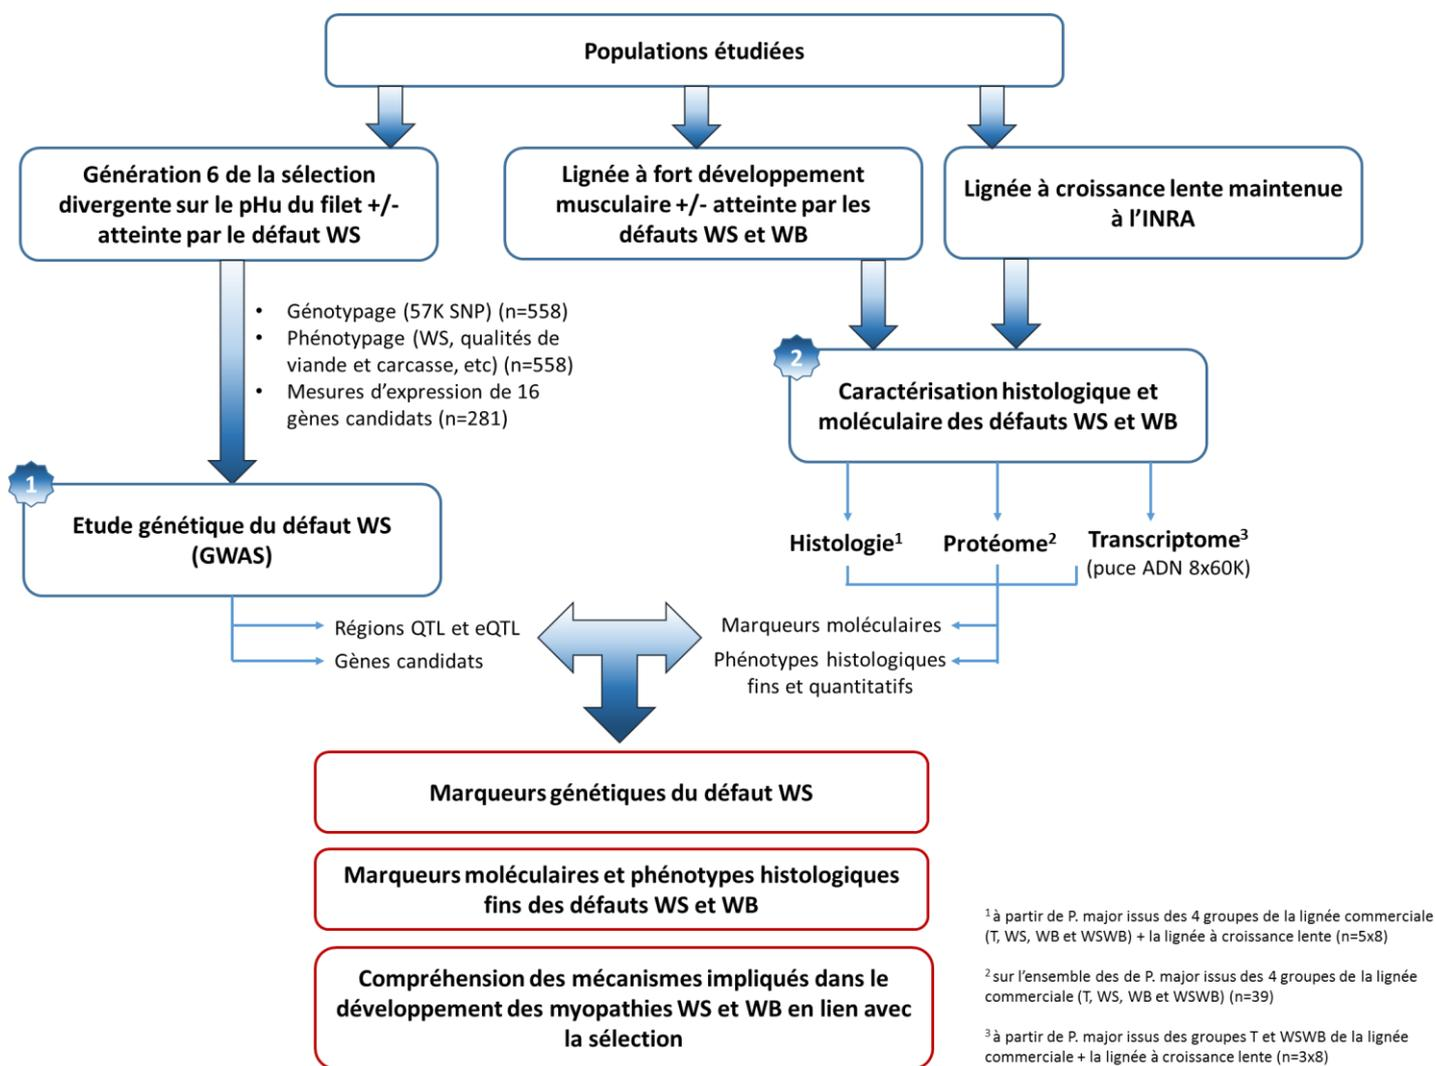 Populations étudiées
Génération 6 de la sélection
divergente sur le pHu du filet +/-
atteinte par le défaut WS
Lignée à fort développement
musculaire +/- atteinte par les
défauts WS et WB
Lignée à croissance lente maintenue
à l'INRA
• Génotypage (57K SNP) (n=558)
• Phénotypage (WS, qualités de
viande et carcasse, etc) (n=558)
• Mesures d'expression de 16
gènes candidats (n=281)
2
Caractérisation histologique et
moléculaire des défauts WS et WB
1
Etude génétique du défaut WS
(GWAS)
Histologie¹
Protéome²
Transcriptome³
(puce ADN 8x60K)
Régions QTL et eQTL
Gènes candidats
Marqueurs moléculaires
Phénotypes histologiques
fins et quantitatifs
Marqueurs génétiques du défaut WS
Marqueurs moléculaires et phénotypes histologiques
fins des défauts WS et WB
Compréhension des mécanismes impliqués dans le
développement des myopathies WS et WB en lien avec
la sélection
¹ à partir de P. major issus des 4 groupes de la lignée commerciale
(T, WS, WB et WSWB) + la lignée à croissance lente (n=5x8)
² sur l'ensemble des de P. major issus des 4 groupes de la lignée
commerciale (T, WS, WB et WSWB) (n=39)
³ à partir de P. major issus des groupes T et WSWB de la lignée
commerciale + la lignée à croissance lente (n=3x8)